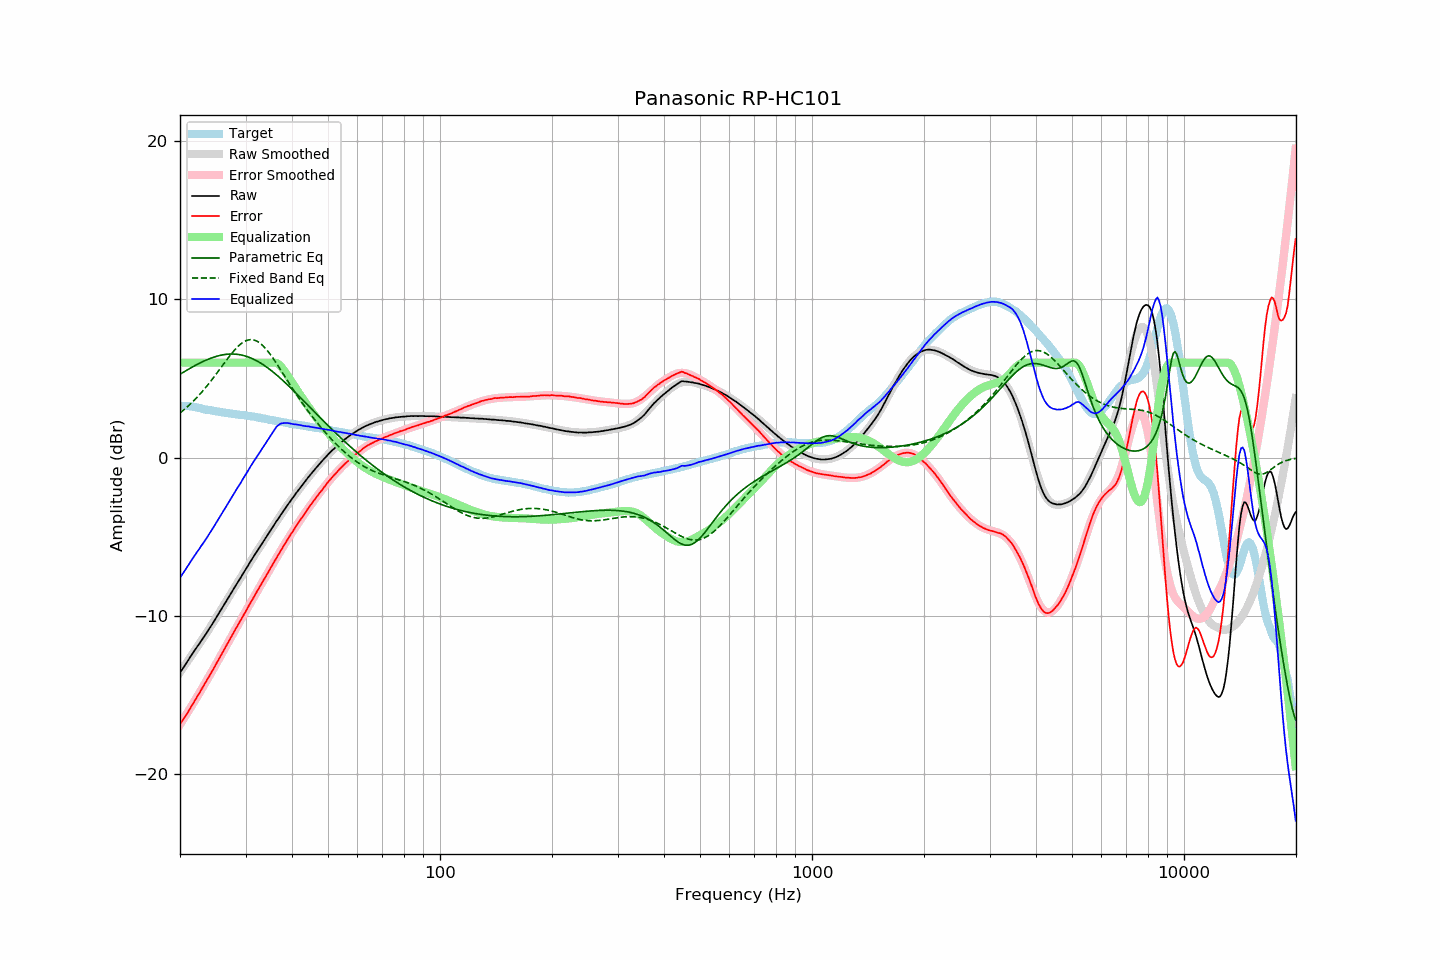 Panasonic RP-HC101
Target
Raw Smoothed
Error Smoothed
Raw
Error
Equalization
Parametric Eq
Fixed Band Eq
Equalized
20
10
0
−10
−20
Amplitude (dBr)
100
1000
10000
Frequency (Hz)